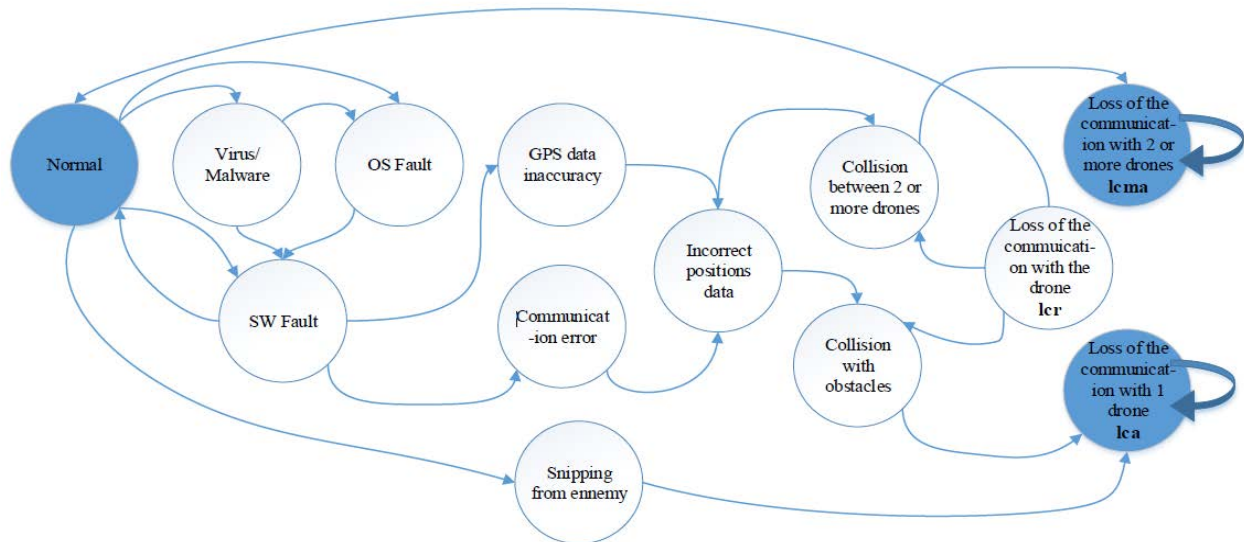 Normal
Virus/
Malware
OS Fault
GPS data
inaccuracy
Collision
between 2 or
more drones
Loss of the
communicat-
ion with 2 or
more drones
lcma
SW Fault
Communicat
-ion error
Incorrect
positions
data
Loss of the
commuicati-
on with the
drone
lcr
Collision
with
obstacles
Loss of the
communicat-
ion with 1
drone
lca
Snipping
from ennemy